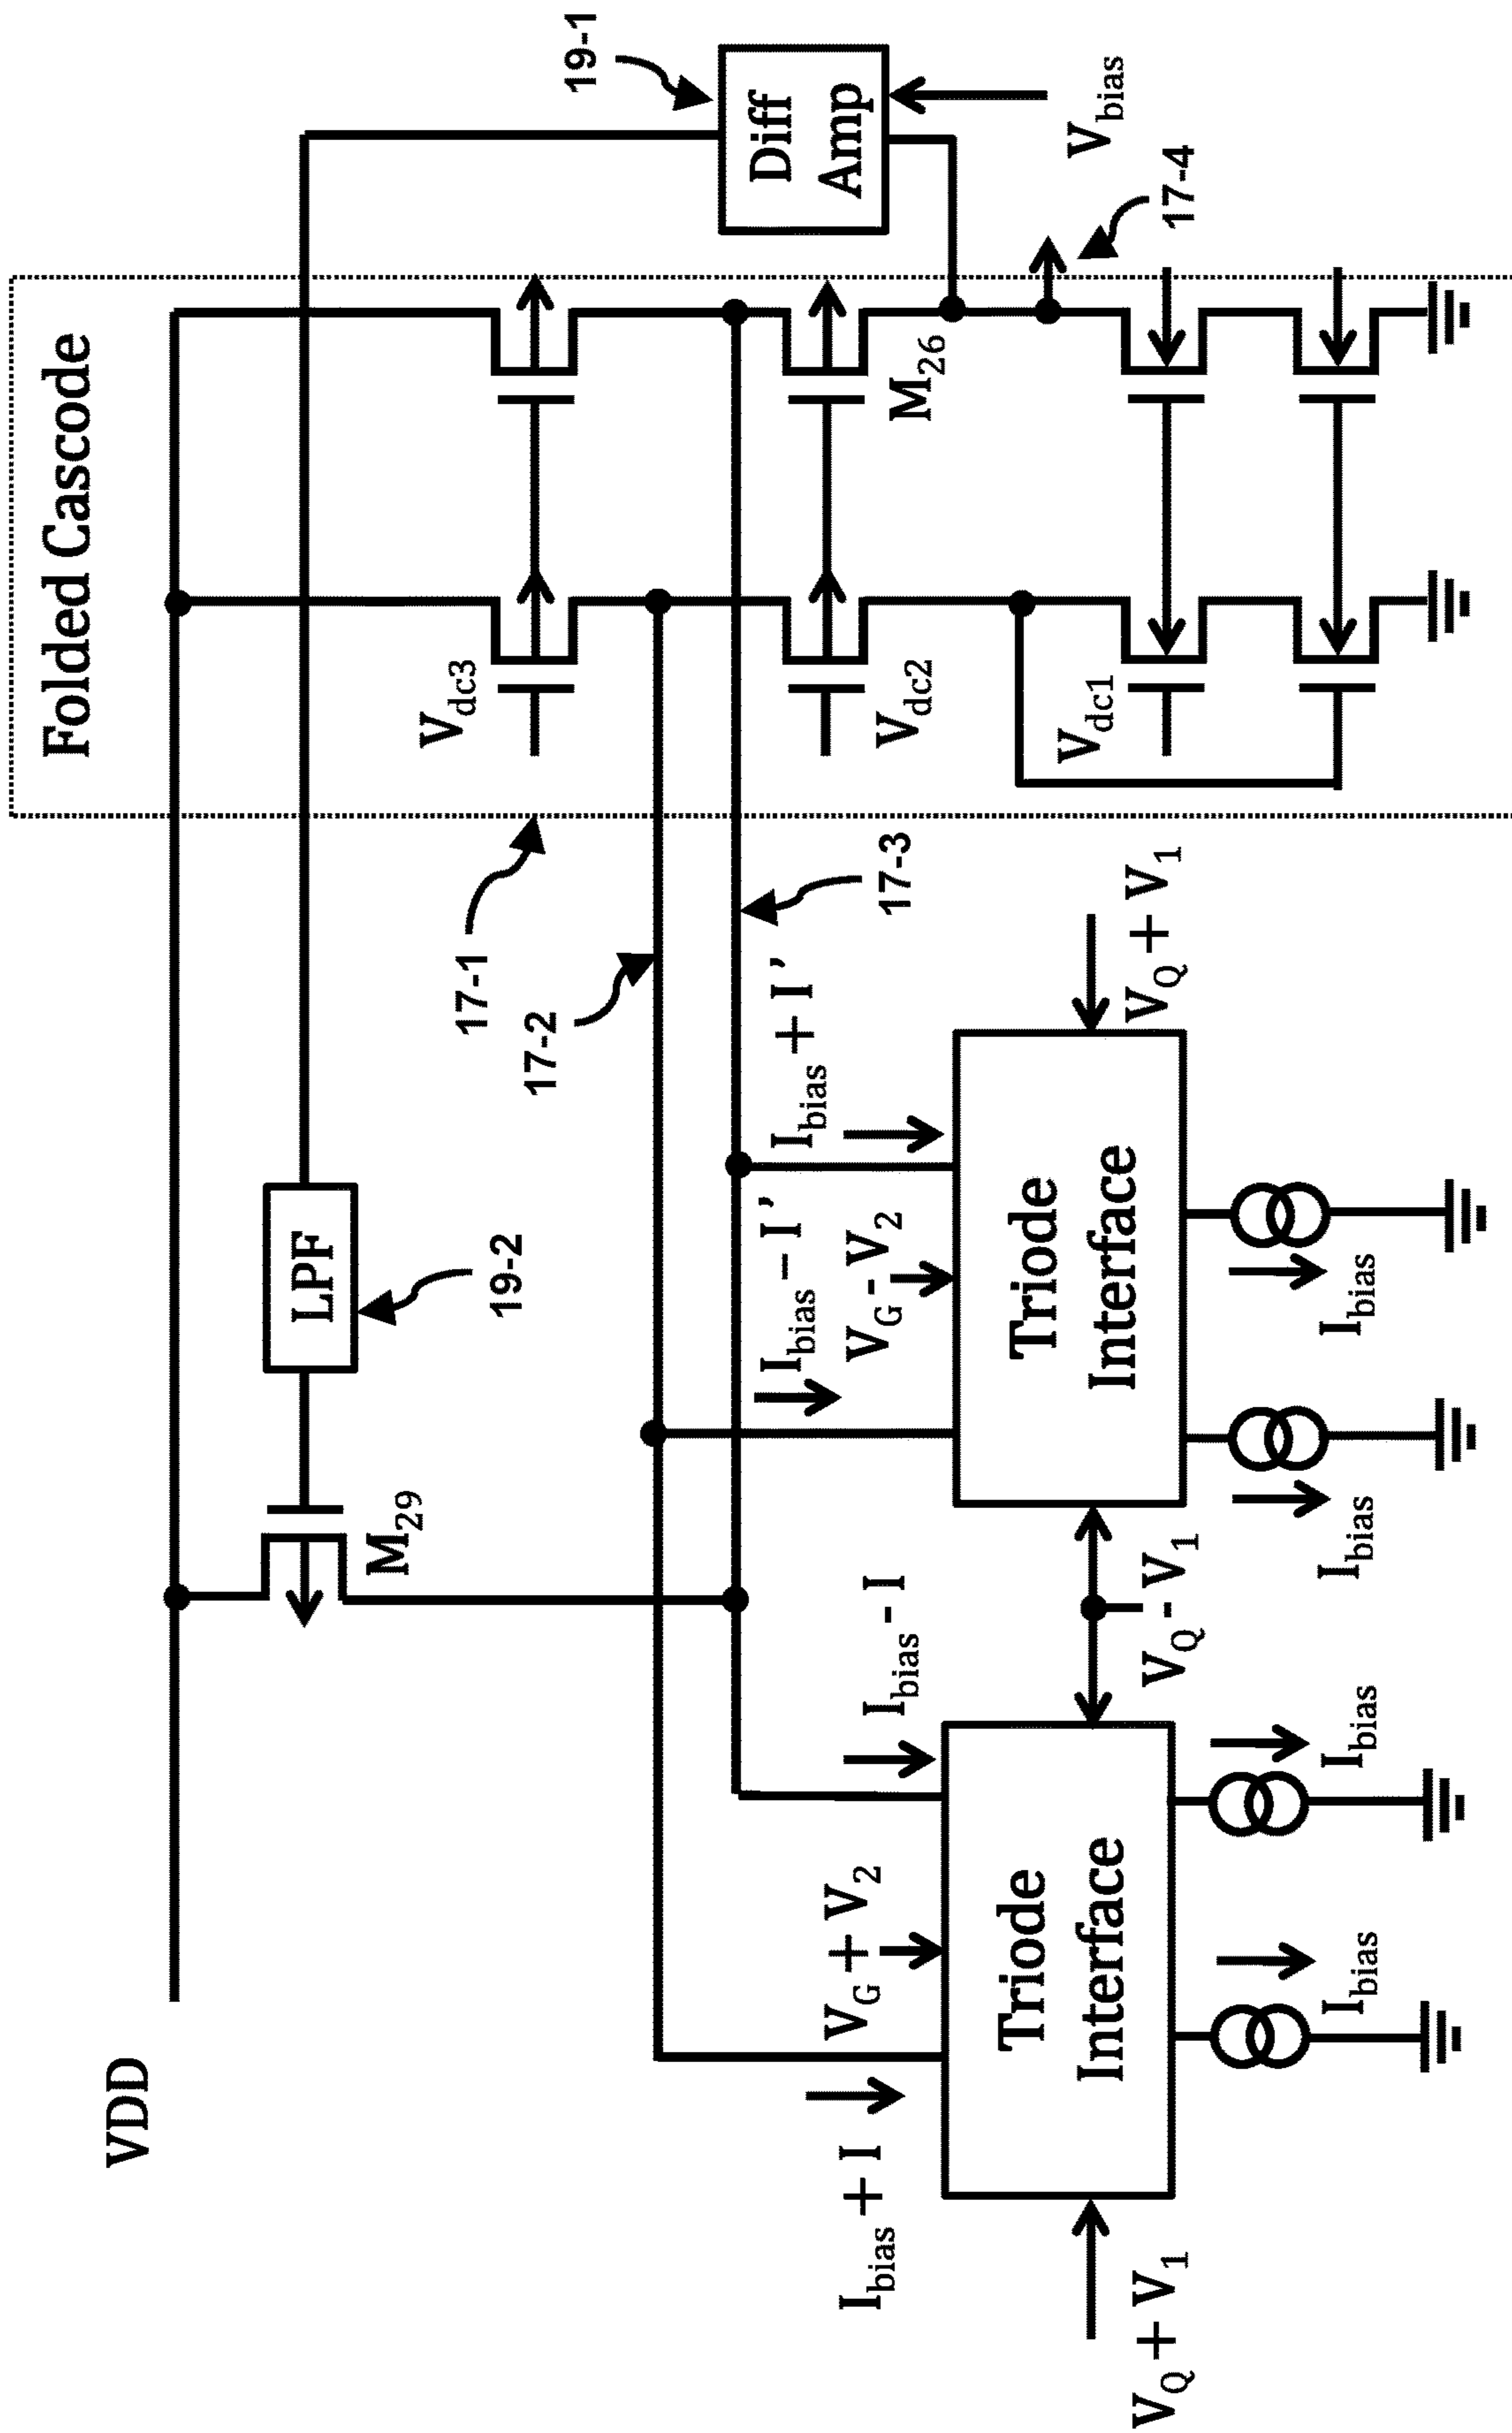 Folded Cascode
VDD
19-1
Diff
Amp
V_bias
17-4
LPF
19-2
M_29
V_dc3
V_dc2
M_26
V_dc1
17-1
17-2
17-3
I_bias + I
V_G + V_2
I_bias - I
I_bias – I'
V_G - V_2
I_bias + I'
Triode
Interface
Triode
Interface
V_Q + V_1
V_Q - V_1
V_Q + V_1
I_bias
I_bias
I_bias
I_bias